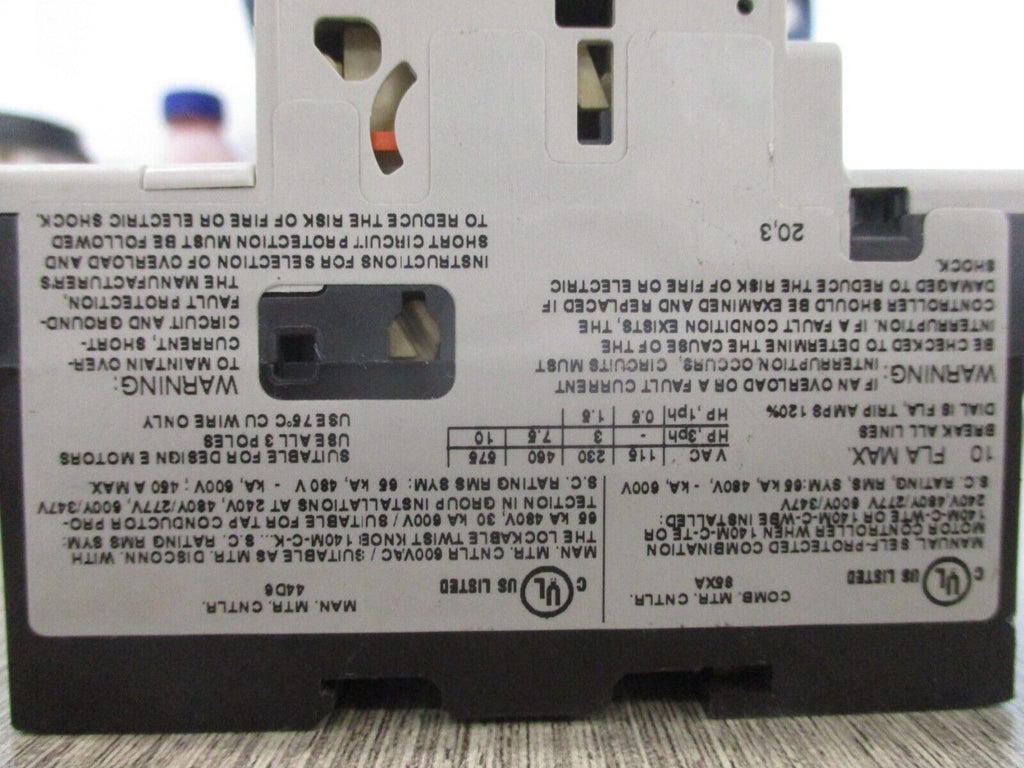 C UL US LISTED
COMB. MTR. CNTLR.
85XA
MANUAL SELF-PROTECTED COMBINATION
MOTOR CONTROLLER WHEN 140M-C-TE OR
140M-C-WTE OR 140M-C-WBE INSTALLED:
240V,480V/277V, 600V/347V
S.C. RATING, RMS, SYM:65 kA, 480V, - kA, 600V
C UL US LISTED
MAN. MTR. CNTLR.
44D6
MAN. MTR. CNTLR 600VAC / SUITABLE AS MTR DISCONN. WITH
THE LOCKABLE TWIST KNOB 140M-C-K... S.C. RATING RMS SYM:
65 kA 480V, 30 kA 600V / SUITABLE FOR TAP CONDUCTOR PRO-
TECTION IN GROUP INSTALLATIONS AT 240V, 480V/277V, 600V/347V
S.C. RATING RMS SYM: 65 kA, 480 V - kA, 600V ; 450 A MAX.
10 FLA MAX.
BREAK ALL LINES
DIAL IS FLA, TRIP AMPS 120%
V AC 115 230 460 575
HP,3ph - 3 7.5 10
HP,1ph 0.5 1.5
SUITABLE FOR DESIGN E MOTORS
USE ALL 3 POLES
USE 75°C CU WIRE ONLY
WARNING: IF AN OVERLOAD OR A FAULT CURRENT
INTERRUPTION OCCURS, CIRCUITS MUST
BE CHECKED TO DETERMINE THE CAUSE OF THE
INTERRUPTION. IF A FAULT CONDITION EXISTS, THE
CONTROLLER SHOULD BE EXAMINED AND REPLACED IF
DAMAGED TO REDUCE THE RISK OF FIRE OR ELECTRIC
SHOCK.
WARNING:
TO MAINTAIN OVER-
CURRENT, SHORT-
CIRCUIT AND GROUND-
FAULT PROTECTION,
THE MANUFACTURER'S
INSTRUCTIONS FOR SELECTION OF OVERLOAD AND
SHORT CIRCUIT PROTECTION MUST BE FOLLOWED
TO REDUCE THE RISK OF FIRE OR ELECTRIC SHOCK.
20,3